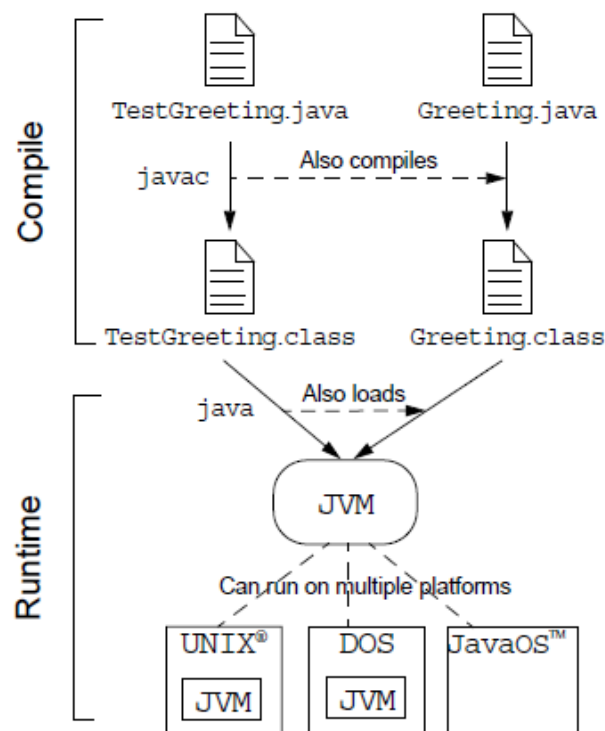 Compile
TestGreeting.java
Greeting.java
javac
Also compiles
TestGreeting.class
Greeting.class
Runtime
java
Also loads
JVM
Can run on multiple platforms
UNIX®
DOS
JavaOS™
JVM
JVM